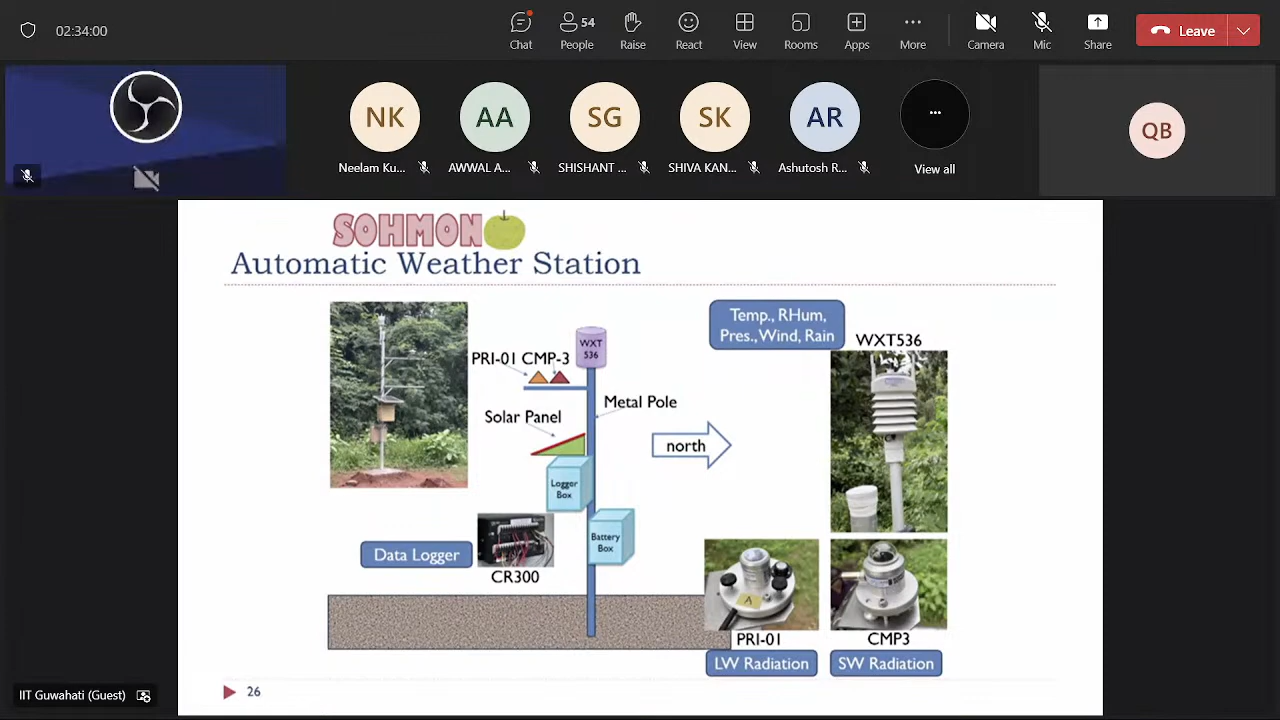 02:34:00
Chat
People
54
Raise
React
View
Rooms
Apps
More
Camera
Mic
Share
Leave
NK
AA
SG
SK
AR
QB
Neelam Ku...
AWWAL A...
SHISHANT ...
SHIVA KAN...
Ashutosh R...
View all
SOHMON
Automatic Weather Station
Temp., RHum,
Pres., Wind, Rain
WXT536
WXT
536
PRI-01 CMP-3
Metal Pole
Solar Panel
north
Logger
Box
Battery
Box
Data Logger
CR300
A
PRI-01
CMP3
LW Radiation
SW Radiation
26
IIT Guwahati (Guest)